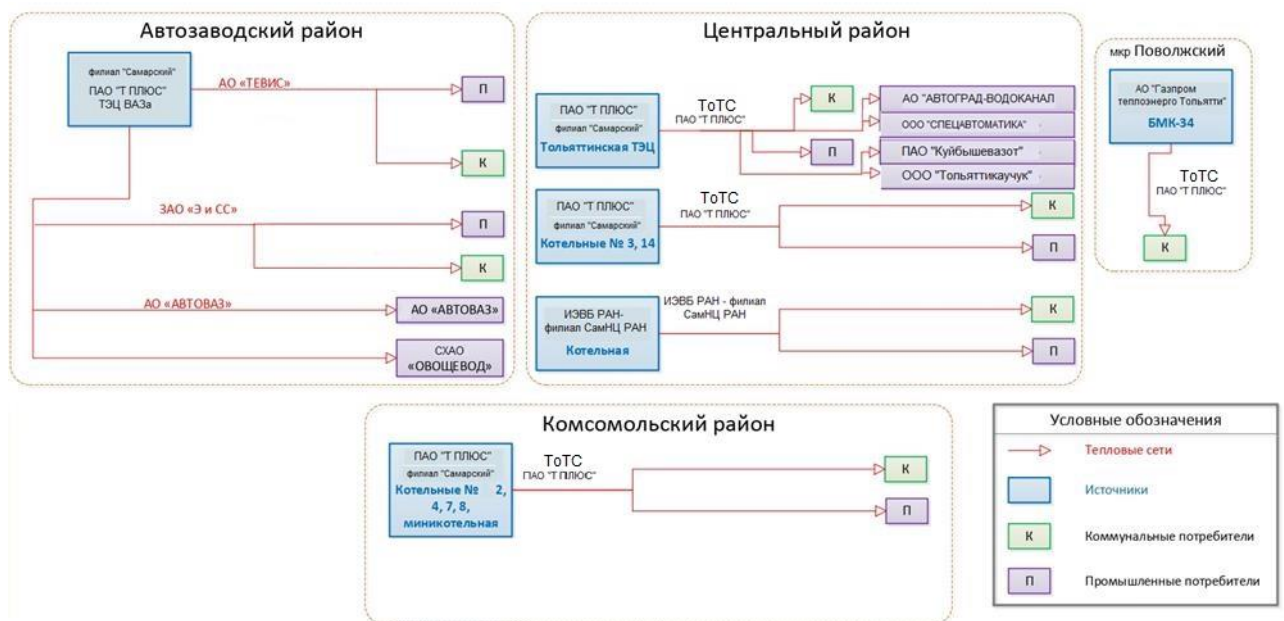 Автозаводский район
филиал "Самарский"
ПАО "Т ПЛЮС"
ТЭЦ ВАЗа
АО «ТЕВИС»
П
К
ЗАО «Э и СС»
П
К
АО «АВТОВАЗ»
АО «АВТОВАЗ»
СХАО
«ОВОЩЕВОД»
Центральный район
ПАО "Т ПЛЮС"
филиал "Самарский"
Тольяттинская ТЭЦ
ТоТС
ПАО "Т ПЛЮС"
К
П
АО "АВТОГРАД-ВОДОКАНАЛ
ООО "СПЕЦАВТОМАТИКА"
ПАО "Куйбышевазот"
ООО "Тольяттикаучук"
ПАО "Т ПЛЮС"
филиал "Самарский"
Котельные № 3, 14
ТоТС
ПАО "Т ПЛЮС"
К
П
ИЭВБ РАН-
филиал СамНЦ РАН
Котельная
ИЭВБ РАН - филиал
СамНЦ РАН
К
П
мкр Поволжский
АО "Газпром
теплоэнерго Тольятти"
БМК-34
ТоТС
ПАО "Т ПЛЮС"
К
Комсомольский район
ПАО "Т ПЛЮС"
филиал "Самарский"
Котельные № 2,
4, 7, 8,
миникотельная
ТоТС
ПАО "Т ПЛЮС"
К
П
Условные обозначения
Тепловые сети
Источники
К Коммунальные потребители
П Промышленные потребители